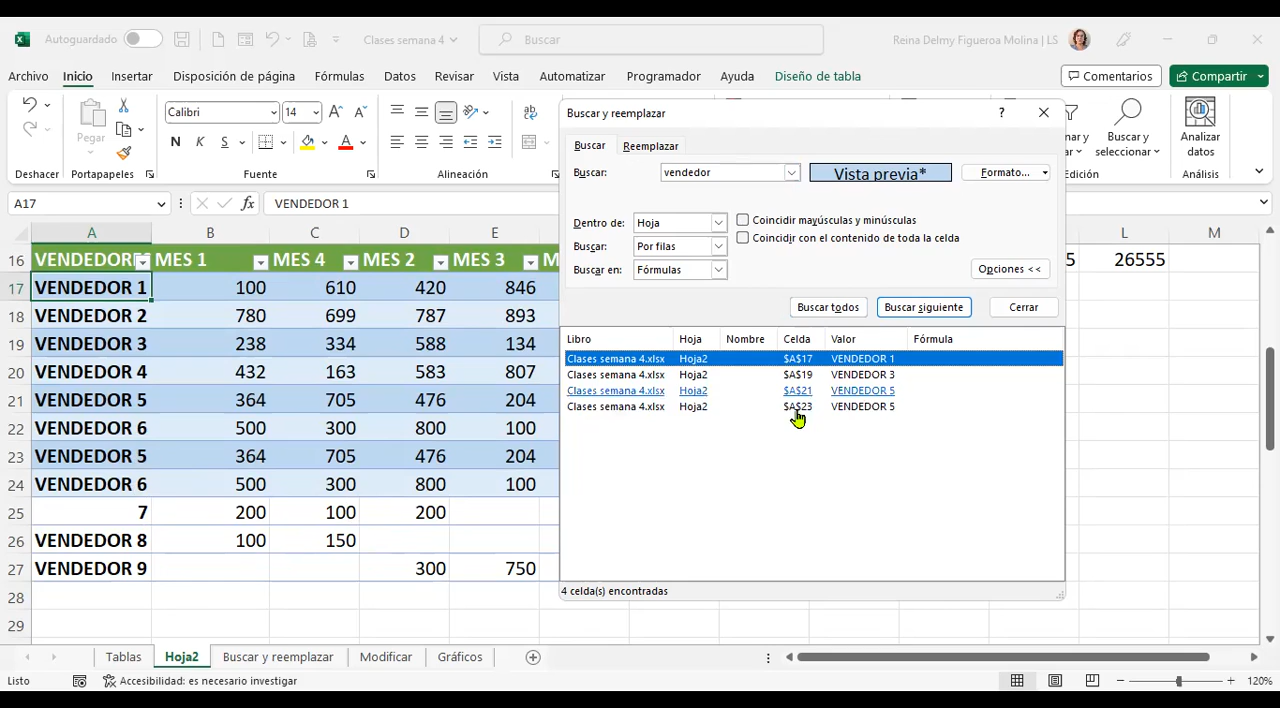 Autoguardado
Clases semana 4
Buscar
Reina Delmy Figueroa Molina | LS
Archivo Inicio Insertar Disposición de página Fórmulas Datos Revisar Vista Automatizar Programador Ayuda Diseño de tabla Comentarios Compartir
Pegar
Calibri 14
N K S
Buscar y seleccionar
Analizar datos
Deshacer Portapapeles Fuente Alineación Análisis
A17 fx VENDEDOR 1
A B C D E L M
16 VENDEDOR MES 1 MES 4 MES 2 MES 3 M 5 26555
17 VENDEDOR 1 100 610 420 846
18 VENDEDOR 2 780 699 787 893
19 VENDEDOR 3 238 334 588 134
20 VENDEDOR 4 432 163 583 807
21 VENDEDOR 5 364 705 476 204
22 VENDEDOR 6 500 300 800 100
23 VENDEDOR 5 364 705 476 204
24 VENDEDOR 6 500 300 800 100
25 7 200 100 200
26 VENDEDOR 8 100 150
27 VENDEDOR 9 300 750
28
29
Buscar y reemplazar ?
Buscar Reemplazar
Buscar: vendedor Vista previa* Formato...
Dentro de: Hoja Coincidir mayúsculas y minúsculas
Buscar: Por filas Coincidir con el contenido de toda la celda
Buscar en: Fórmulas Opciones <<
Buscar todos Buscar siguiente Cerrar
Libro Hoja Nombre Celda Valor Fórmula
Clases semana 4.xlsx Hoja2 $A$17 VENDEDOR 1
Clases semana 4.xlsx Hoja2 $A$19 VENDEDOR 3
Clases semana 4.xlsx Hoja2 $A$21 VENDEDOR 5
Clases semana 4.xlsx Hoja2 $A$23 VENDEDOR 5
4 celda(s) encontradas
Tablas Hoja2 Buscar y reemplazar Modificar Gráficos
Listo Accesibilidad: es necesario investigar 120%